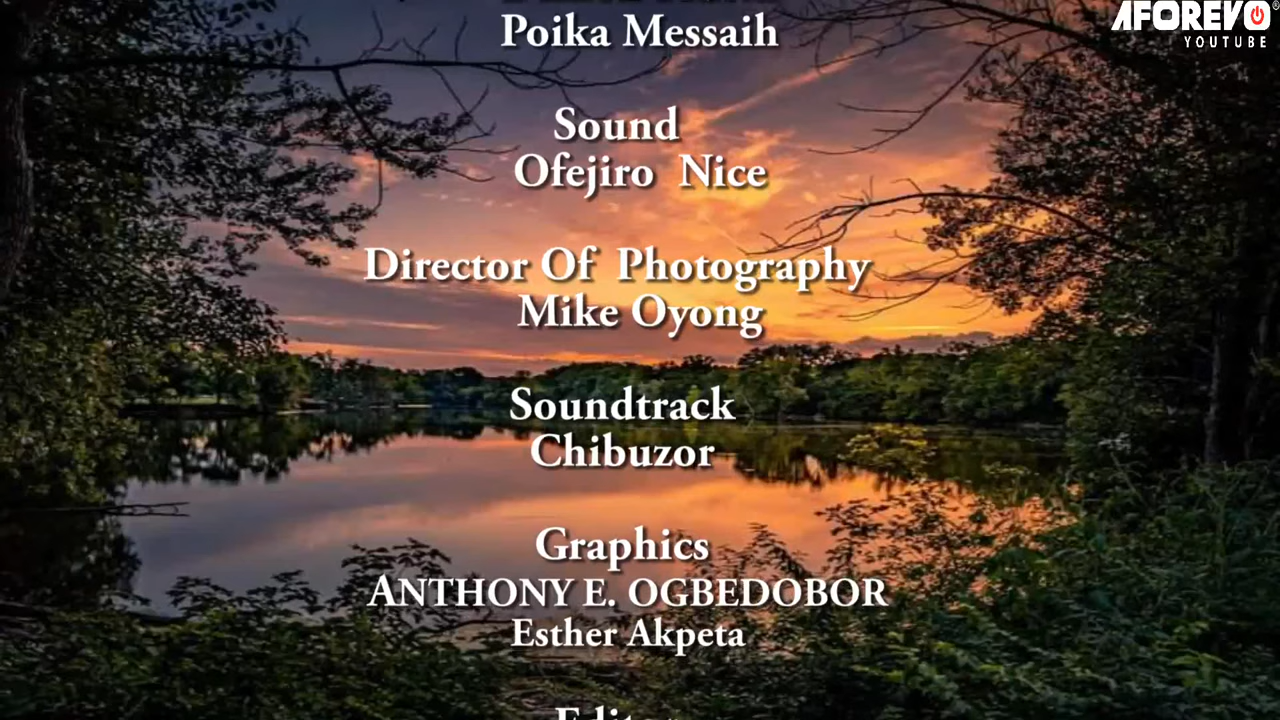 AFOREVO
YOUTUBE
Poika Messaih
Sound
Ofejiro Nice
Director Of Photography
Mike Oyong
Soundtrack
Chibuzor
Graphics
ANTHONY E. OGBEDOBOR
Esther Akpeta
Editor